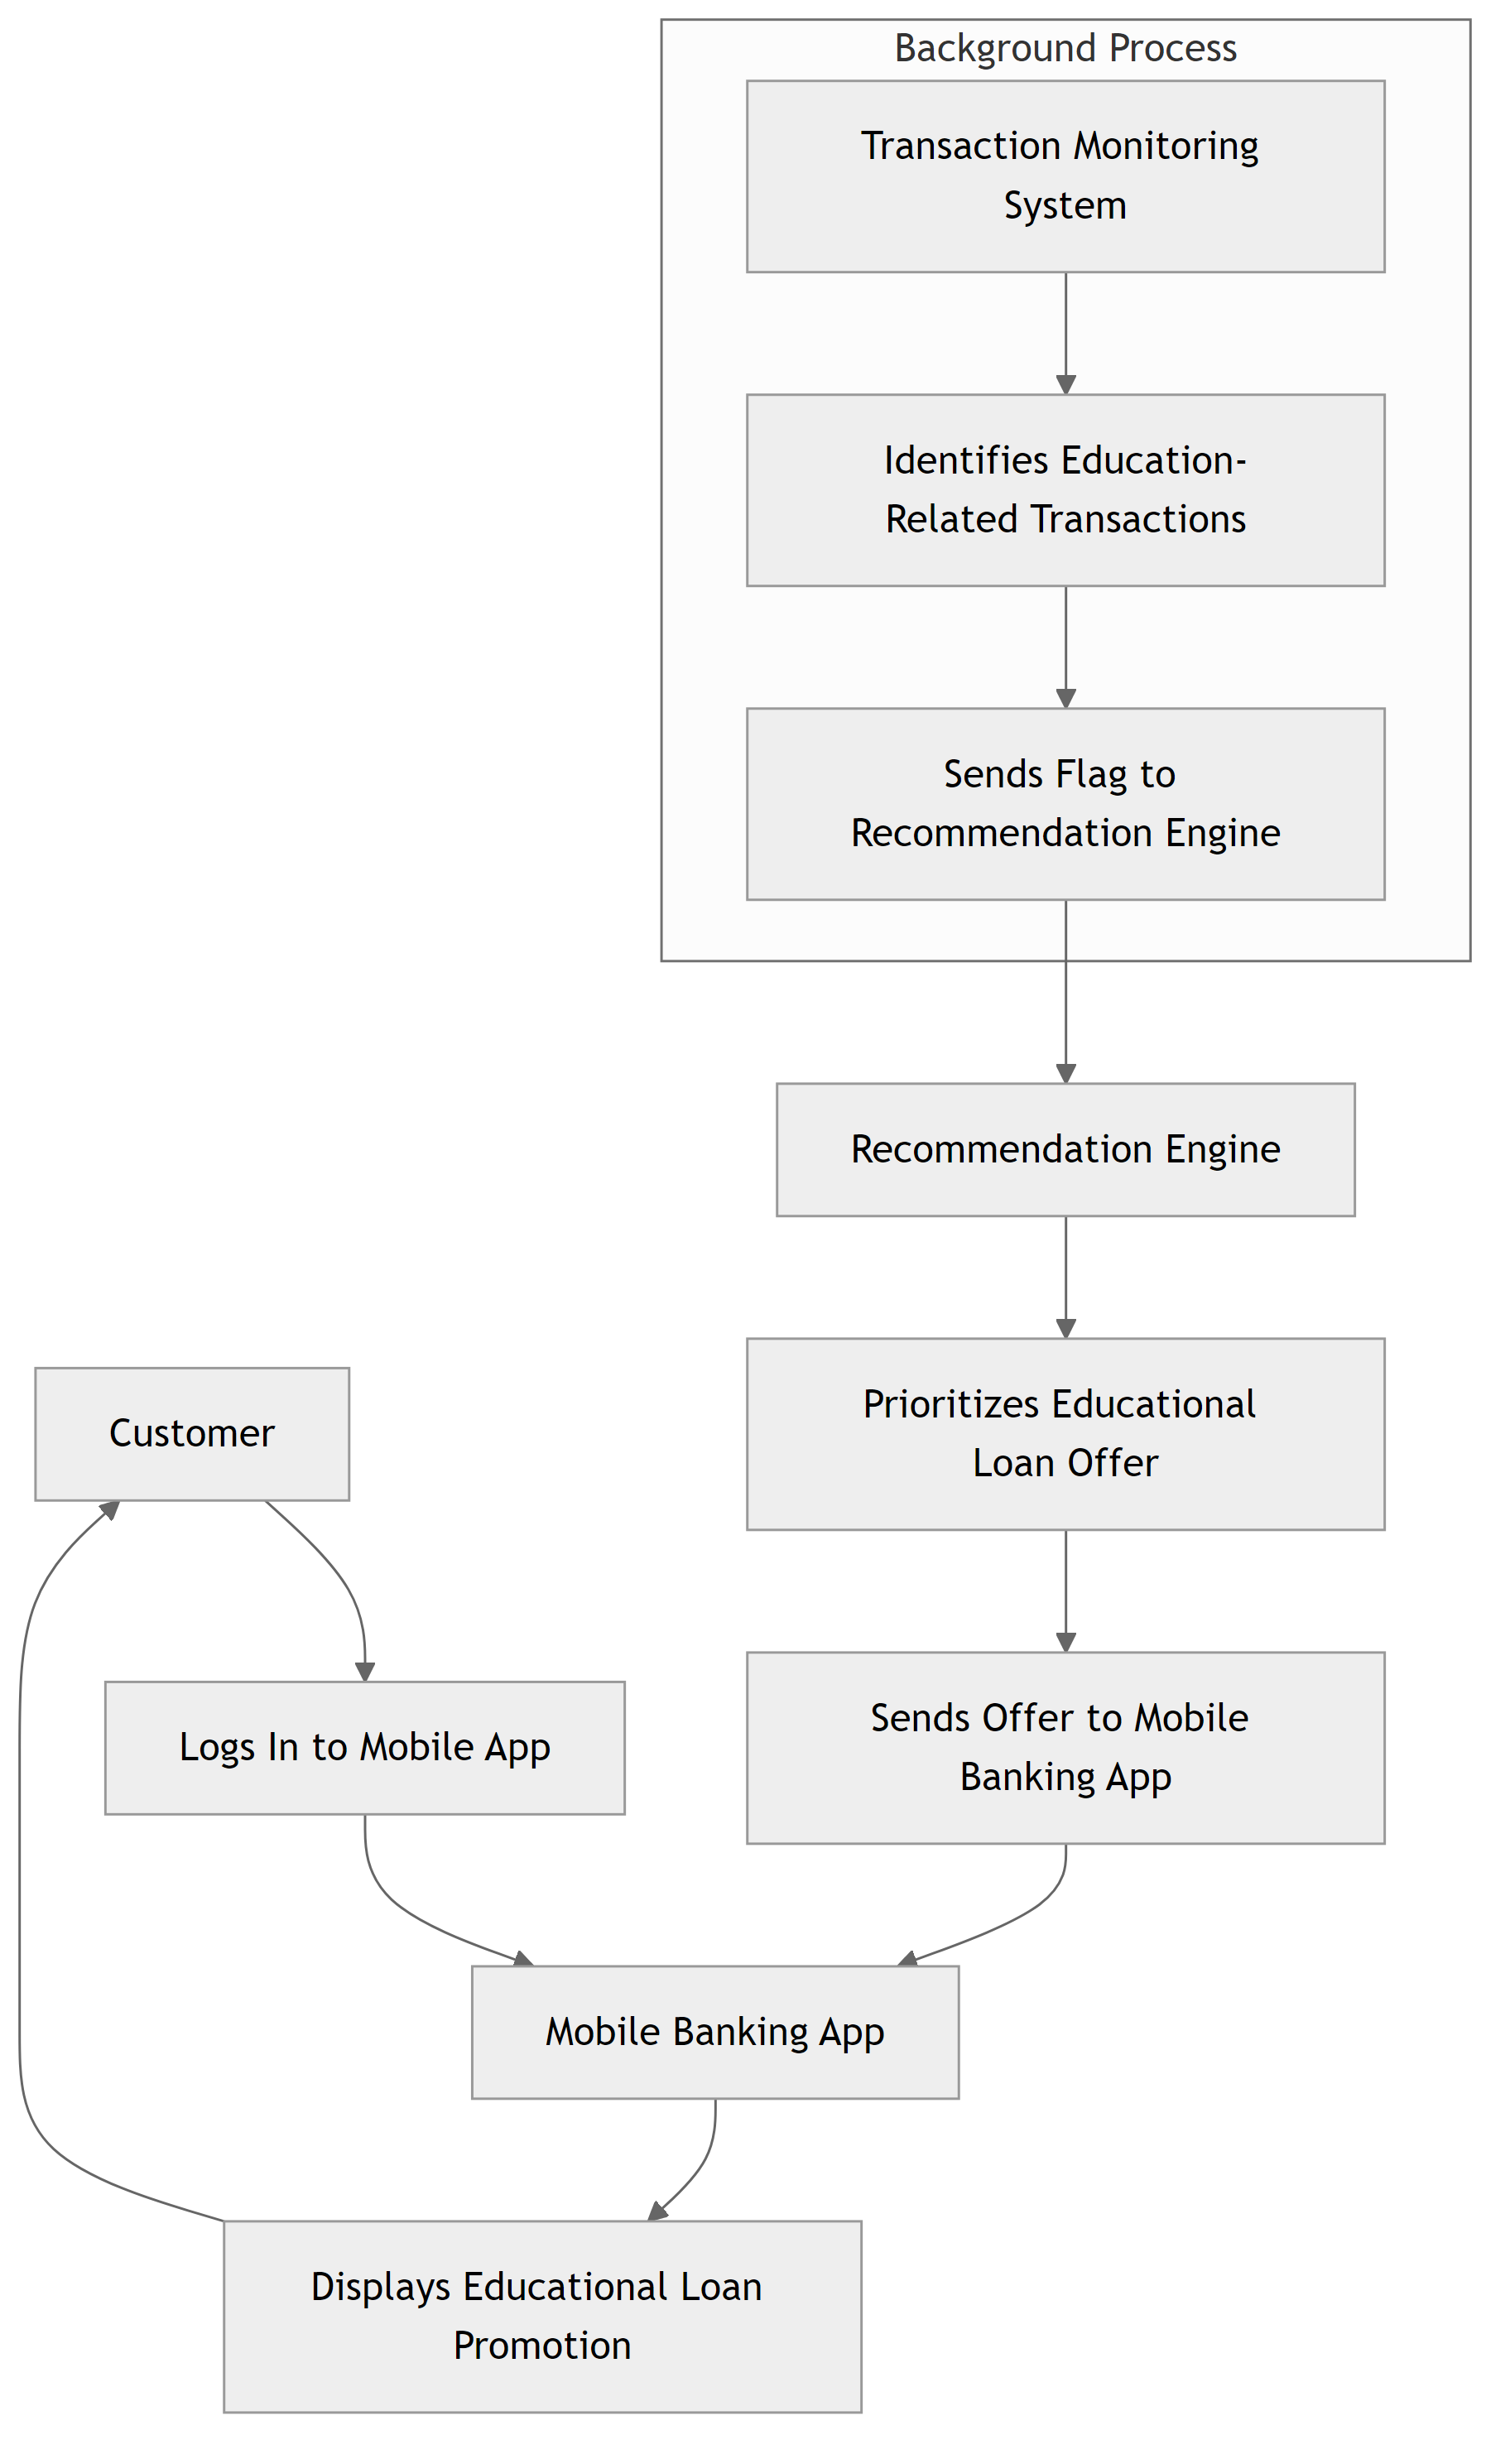 Background Process
Transaction Monitoring
System
Identifies Education-
Related Transactions
Sends Flag to
Recommendation Engine
Recommendation Engine
Prioritizes Educational
Loan Offer
Customer
Sends Offer to Mobile
Banking App
Logs In to Mobile App
Mobile Banking App
Displays Educational Loan
Promotion